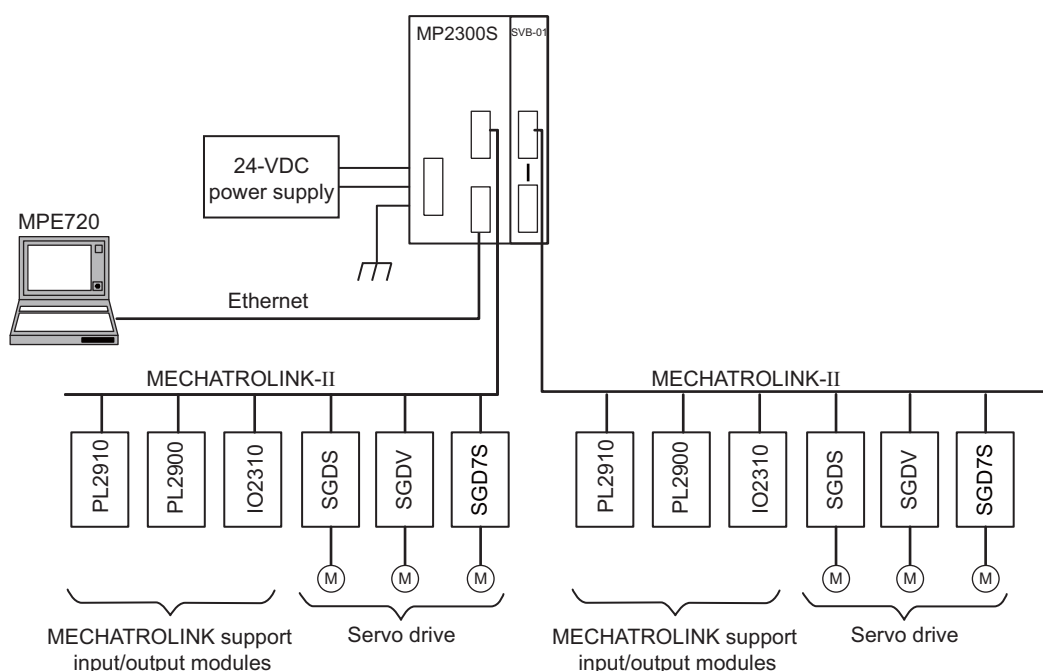 MP2300S
SVB-01
24-VDC
power supply
MPE720
Ethernet
MECHATROLINK-II
MECHATROLINK-II
PL2910
PL2900
IO2310
SGDS
SGDV
SGD7S
PL2910
PL2900
IO2310
SGDS
SGDV
SGD7S
M
M
M
M
M
M
MECHATROLINK support
input/output modules
Servo drive
MECHATROLINK support
input/output modules
Servo drive